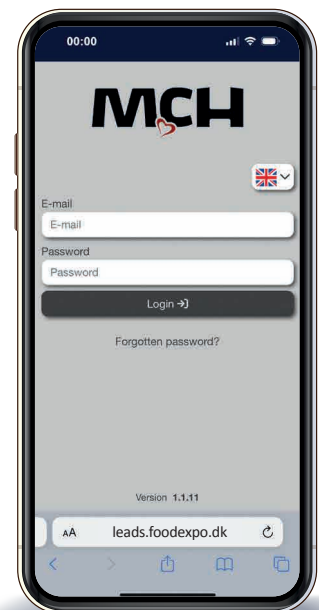 00:00
MCH
E-mail
E-mail
Password
Password
Login
Forgotten password?
Version 1.1.11
AA leads.foodexpo.dk